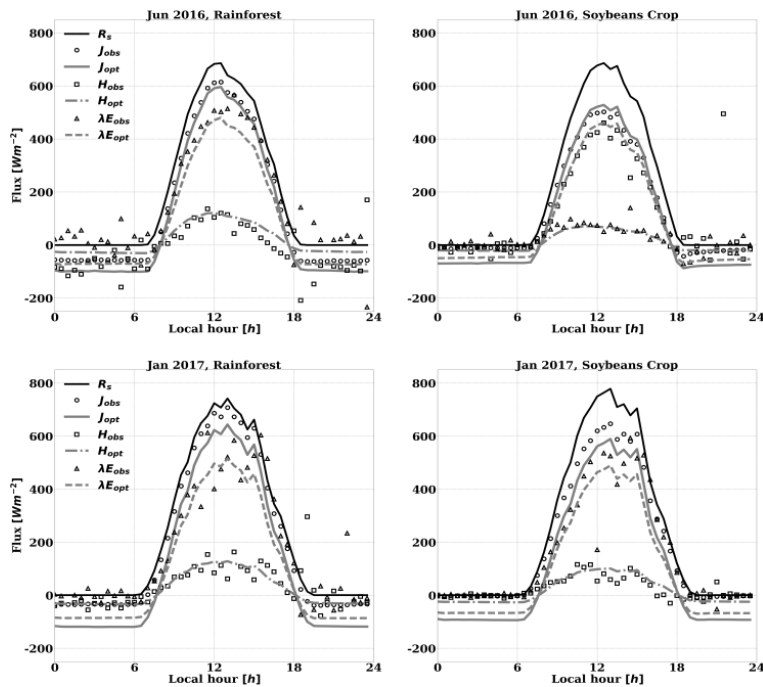 Jun 2016, Rainforest
Rs
Jobs
Jopt
Hobs
Hopt
λEobs
λEopt
800
600
400
200
0
-200
Flux [Wm⁻²]
0 6 12 18 24
Local hour [h]
Jun 2016, Soybeans Crop
800
600
400
200
0
-200
0 6 12 18 24
Local hour [h]
Jan 2017, Rainforest
Rs
Jobs
Jopt
Hobs
Hopt
λEobs
λEopt
800
600
400
200
0
-200
Flux [Wm⁻²]
0 6 12 18 24
Local hour [h]
Jan 2017, Soybeans Crop
800
600
400
200
0
-200
0 6 12 18 24
Local hour [h]